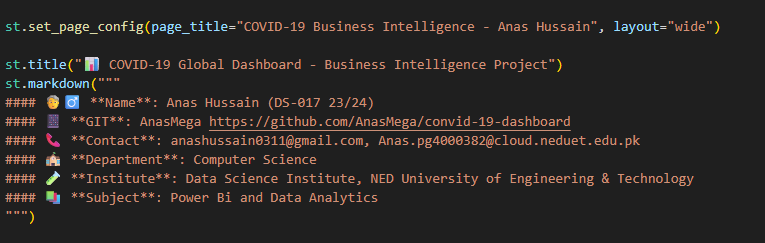 st.set_page_config(page_title="COVID-19 Business Intelligence - Anas Hussain", layout="wide")
st.title("📊 COVID-19 Global Dashboard - Business Intelligence Project")
st.markdown("""
#### 🧑‍♂️ **Name**: Anas Hussain (DS-017 23/24)
#### 🏢 **GIT**: AnasMega https://github.com/AnasMega/convid-19-dashboard
#### 📞 **Contact**: anashussain0311@gmail.com, Anas.pg4000382@cloud.neduet.edu.pk
#### 🏫 **Department**: Computer Science
#### 🧪 **Institute**: Data Science Institute, NED University of Engineering & Technology
#### 📚 **Subject**: Power Bi and Data Analytics
""")